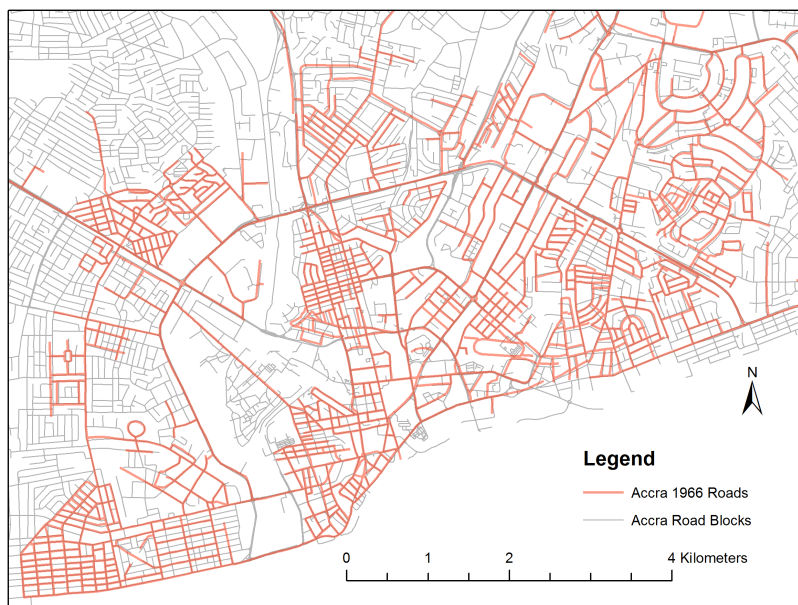 N
Legend
Accra 1966 Roads
Accra Road Blocks
0 1 2 4 Kilometers